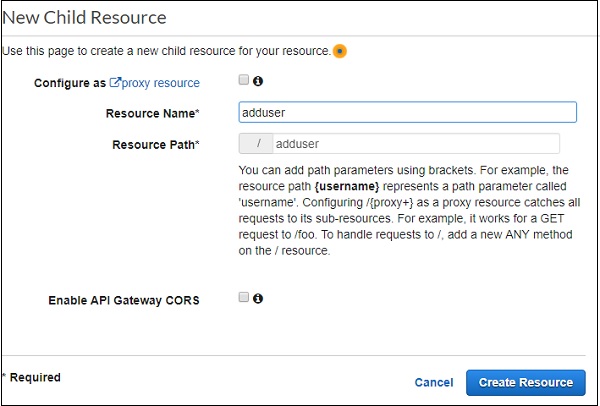 New Child Resource
Use this page to create a new child resource for your resource.
Configure as proxy resource
Resource Name*
adduser
Resource Path*
/ adduser
You can add path parameters using brackets. For example, the
resource path {username} represents a path parameter called
'username'. Configuring /{proxy+} as a proxy resource catches all
requests to its sub-resources. For example, it works for a GET
request to /foo. To handle requests to /, add a new ANY method
on the / resource.
Enable API Gateway CORS
* Required
Cancel
Create Resource